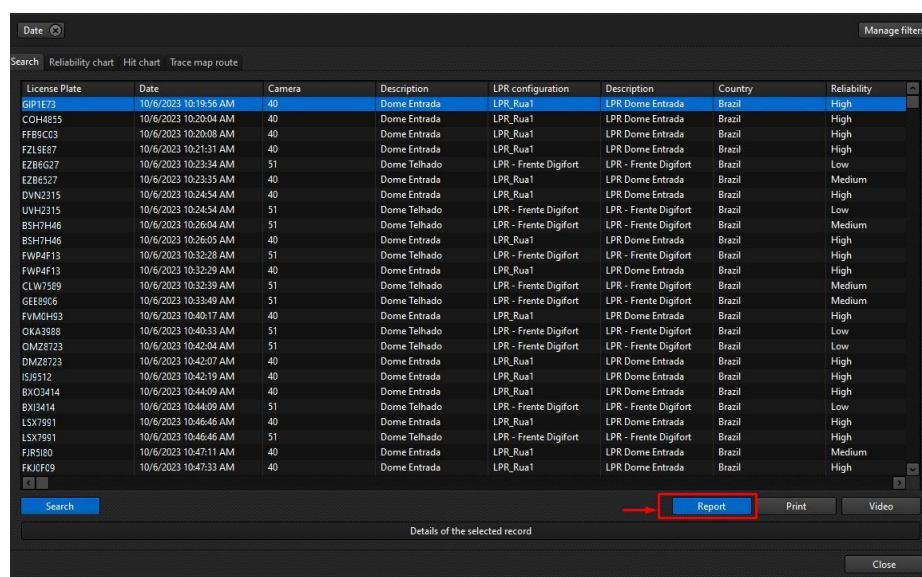 Date
Manage filters
Search Reliability chart Hit chart Trace map route
License Plate Date Camera Description LPR configuration Description Country Reliability
GIP1E73 10/6/2023 10:19:56 AM 40 Dome Entrada LPR_Rua1 LPR Dome Entrada Brazil High
COH4855 10/6/2023 10:20:04 AM 40 Dome Entrada LPR_Rua1 LPR Dome Entrada Brazil High
FFB9C03 10/6/2023 10:20:08 AM 40 Dome Entrada LPR_Rua1 LPR Dome Entrada Brazil High
FZL9E87 10/6/2023 10:21:31 AM 40 Dome Entrada LPR_Rua1 LPR Dome Entrada Brazil High
EZB6G27 10/6/2023 10:23:34 AM 51 Dome Telhado LPR - Frente Digifort LPR - Frente Digifort Brazil Low
EZB6527 10/6/2023 10:23:35 AM 40 Dome Entrada LPR_Rua1 LPR Dome Entrada Brazil Medium
DVN2315 10/6/2023 10:24:54 AM 40 Dome Entrada LPR_Rua1 LPR Dome Entrada Brazil High
UVH2315 10/6/2023 10:24:54 AM 51 Dome Telhado LPR - Frente Digifort LPR - Frente Digifort Brazil Low
BSH7H46 10/6/2023 10:26:04 AM 51 Dome Telhado LPR - Frente Digifort LPR - Frente Digifort Brazil Medium
BSH7H46 10/6/2023 10:26:05 AM 40 Dome Entrada LPR_Rua1 LPR Dome Entrada Brazil High
FWP4F13 10/6/2023 10:32:28 AM 51 Dome Telhado LPR - Frente Digifort LPR - Frente Digifort Brazil High
FWP4F13 10/6/2023 10:32:29 AM 40 Dome Entrada LPR_Rua1 LPR Dome Entrada Brazil High
CLW7589 10/6/2023 10:32:39 AM 51 Dome Telhado LPR - Frente Digifort LPR - Frente Digifort Brazil Medium
GEE8906 10/6/2023 10:33:49 AM 51 Dome Telhado LPR - Frente Digifort LPR - Frente Digifort Brazil Medium
FVM0H93 10/6/2023 10:40:17 AM 40 Dome Entrada LPR_Rua1 LPR Dome Entrada Brazil High
OKA3988 10/6/2023 10:40:33 AM 51 Dome Telhado LPR - Frente Digifort LPR - Frente Digifort Brazil Low
OMZ8723 10/6/2023 10:42:04 AM 51 Dome Telhado LPR - Frente Digifort LPR - Frente Digifort Brazil Low
DMZ8723 10/6/2023 10:42:07 AM 40 Dome Entrada LPR_Rua1 LPR Dome Entrada Brazil High
ISJ9512 10/6/2023 10:42:19 AM 40 Dome Entrada LPR_Rua1 LPR Dome Entrada Brazil High
BXO3414 10/6/2023 10:44:09 AM 40 Dome Entrada LPR_Rua1 LPR Dome Entrada Brazil High
BXI3414 10/6/2023 10:44:09 AM 51 Dome Telhado LPR - Frente Digifort LPR - Frente Digifort Brazil Low
LSX7991 10/6/2023 10:46:46 AM 40 Dome Entrada LPR_Rua1 LPR Dome Entrada Brazil High
LSX7991 10/6/2023 10:46:46 AM 51 Dome Telhado LPR - Frente Digifort LPR - Frente Digifort Brazil High
FJR5I80 10/6/2023 10:47:11 AM 40 Dome Entrada LPR_Rua1 LPR Dome Entrada Brazil Medium
FKJ0F09 10/6/2023 10:47:33 AM 40 Dome Entrada LPR_Rua1 LPR Dome Entrada Brazil High
Search Report Print Video
Details of the selected record
Close